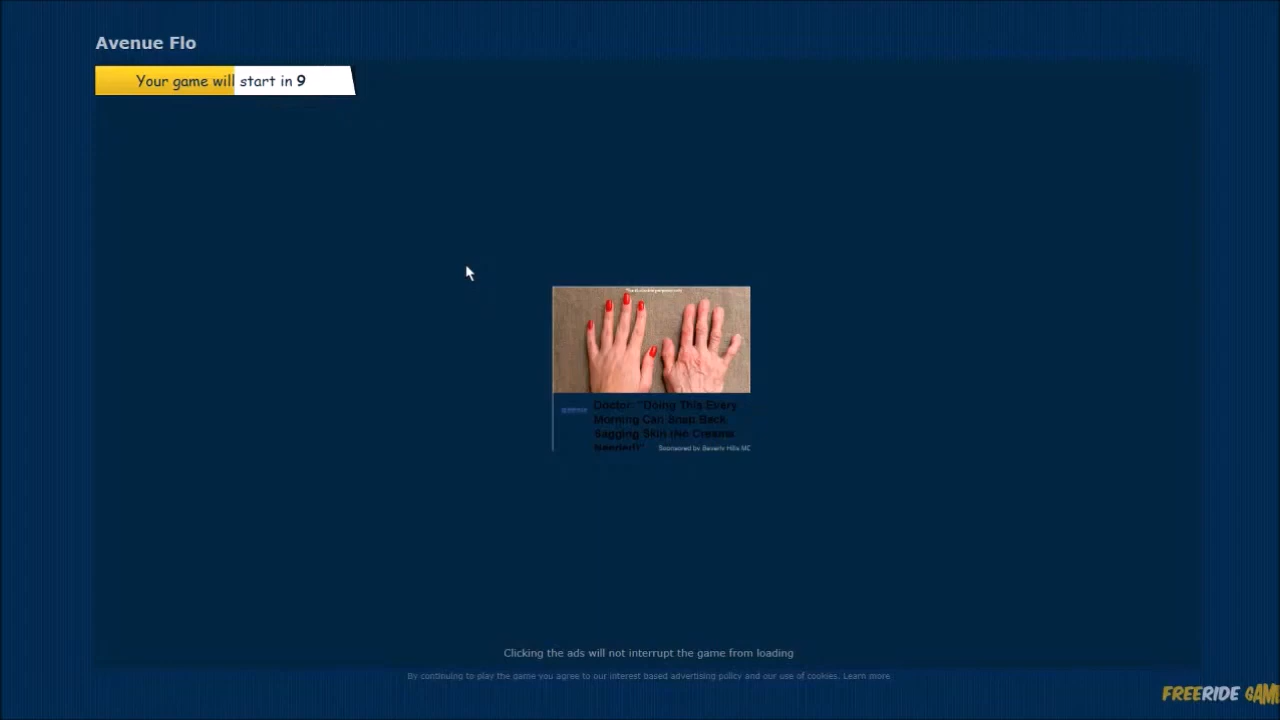 Avenue Flo
Your game will start in 9
Doctor: "Doing This Every
Morning Can Snap Back
Sagging Skin (No Creams
Needed)"
Sponsored by Beverly Hills MD
Clicking the ads will not interrupt the game from loading
By continuing to play the game you agree to our interest based advertising policy and our use of cookies. Learn more
FREERIDE GAM